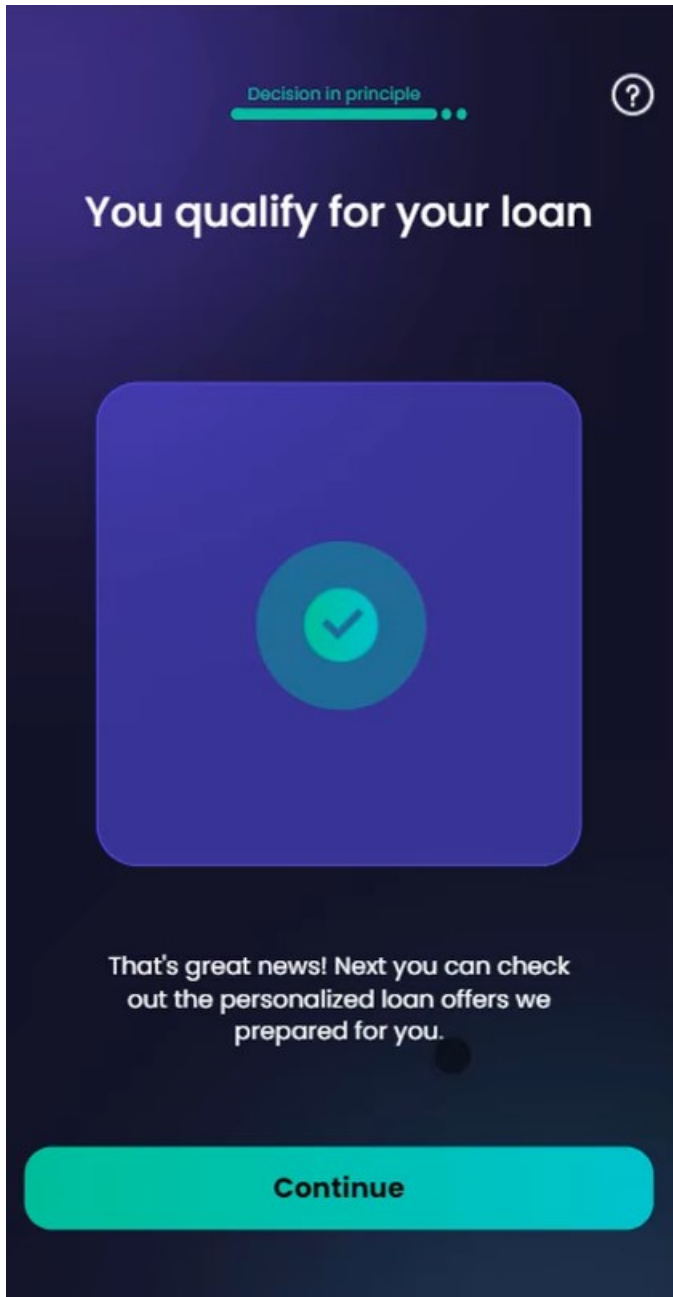 Decision in principle
?
You qualify for your loan
That's great news! Next you can check
out the personalized loan offers we
prepared for you.
Continue